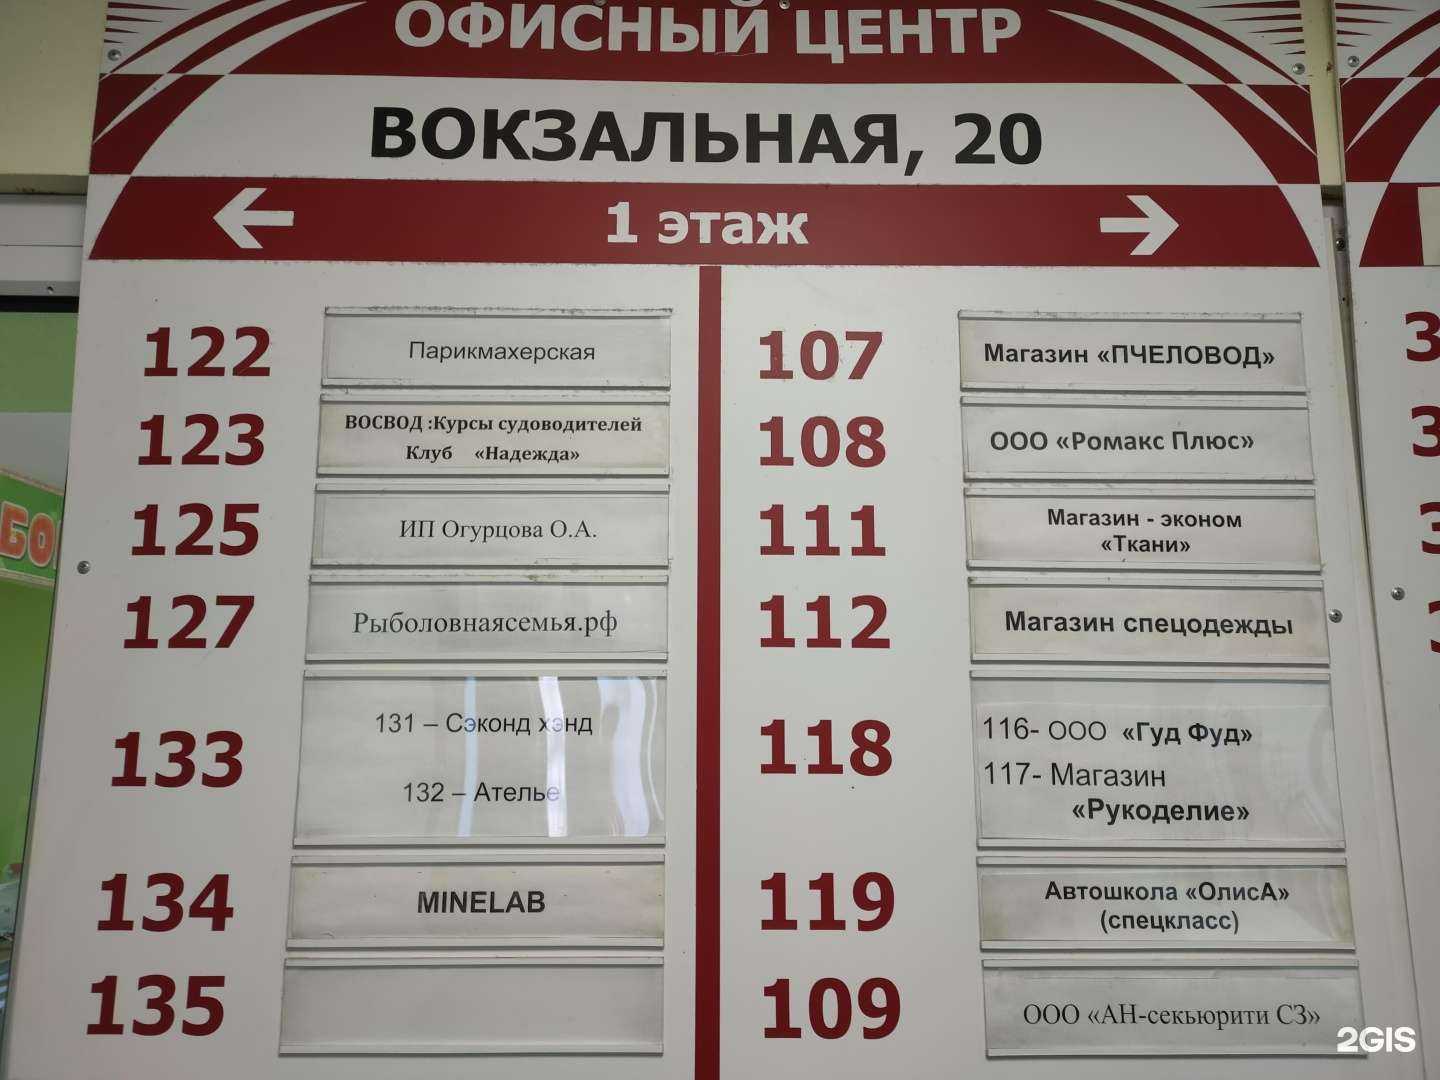 ОФИСНЫЙ ЦЕНТР
ВОКЗАЛЬНАЯ, 20
1 этаж
122 Парикмахерская
123 ВОСВОД :Курсы судоводителей
Клуб «Надежда»
125 ИП Огурцова О.А.
127 Рыболовнаясемья.рф
133
131 – Сэконд хэнд
132 – Ателье
134 MINELAB
135
107 Магазин «ПЧЕЛОВОД»
108 ООО «Ромакс Плюс»
111 Магазин - эконом
«Ткани»
112 Магазин спецодежды
118
116- ООО «Гуд Фуд»
117- Магазин
«Рукоделие»
119 Автошкола «ОлисА»
(спецкласс)
109 ООО «АН-секьюрити СЗ»
2GIS